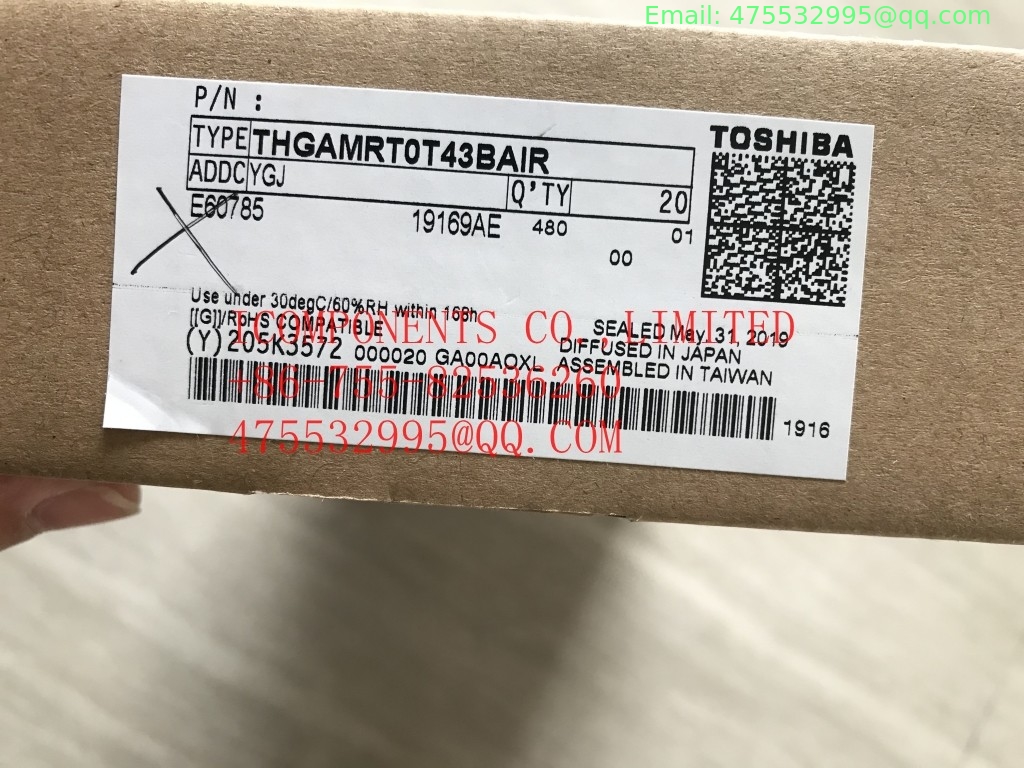 Email: 475532995@qq.com
P/N :
TOSHIBA
TYPE THGAMRT0T43BAIR
ADDC YGJ
Q'TY 20
E60785 19169AE 480 01
00
Use under 30degC/60%RH within 168h
[[G]]/RoHS COMPATIBLE
SEALED May. 31, 2019
COMPONENTS CO.,LIMITED
(Y) 205K3572 000020 GA00AOXL
DIFFUSED IN JAPAN
ASSEMBLED IN TAIWAN
+86-755-82536260
1916
475532995@QQ.COM